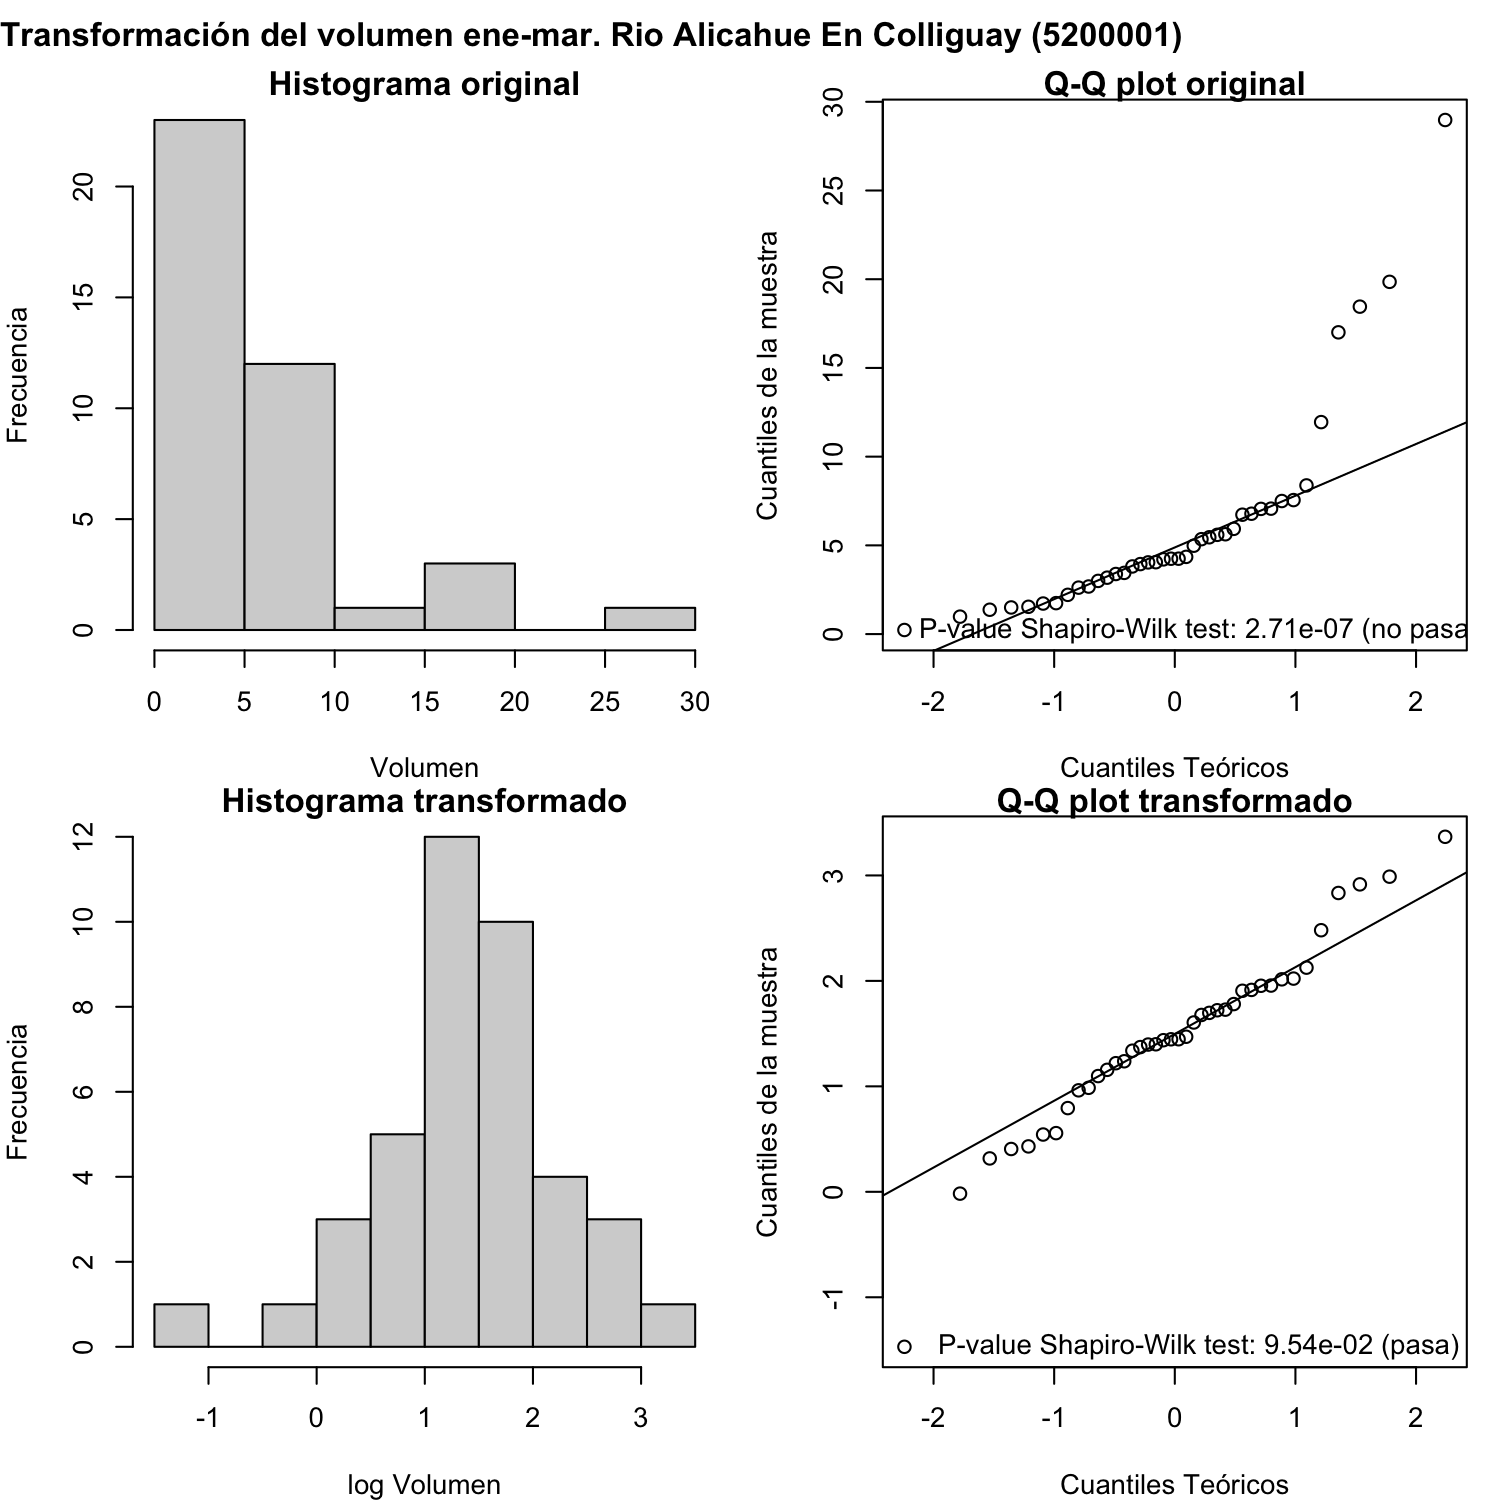 Transformación del volumen ene-mar. Rio Alicahue En Colliguay (5200001)
Histograma original
Frecuencia
20
15
10
5
0
0 5 10 15 20 25 30
Volumen
Q-Q plot original
Cuantiles de la muestra
30
25
20
15
10
5
0
P-value Shapiro-Wilk test: 2.71e-07 (no pasa
-2 -1 0 1 2
Cuantiles Teóricos
Histograma transformado
Frecuencia
12
10
8
6
4
2
0
-1 0 1 2 3
log Volumen
Q-Q plot transformado
Cuantiles de la muestra
3
2
1
0
-1
P-value Shapiro-Wilk test: 9.54e-02 (pasa)
-2 -1 0 1 2
Cuantiles Teóricos